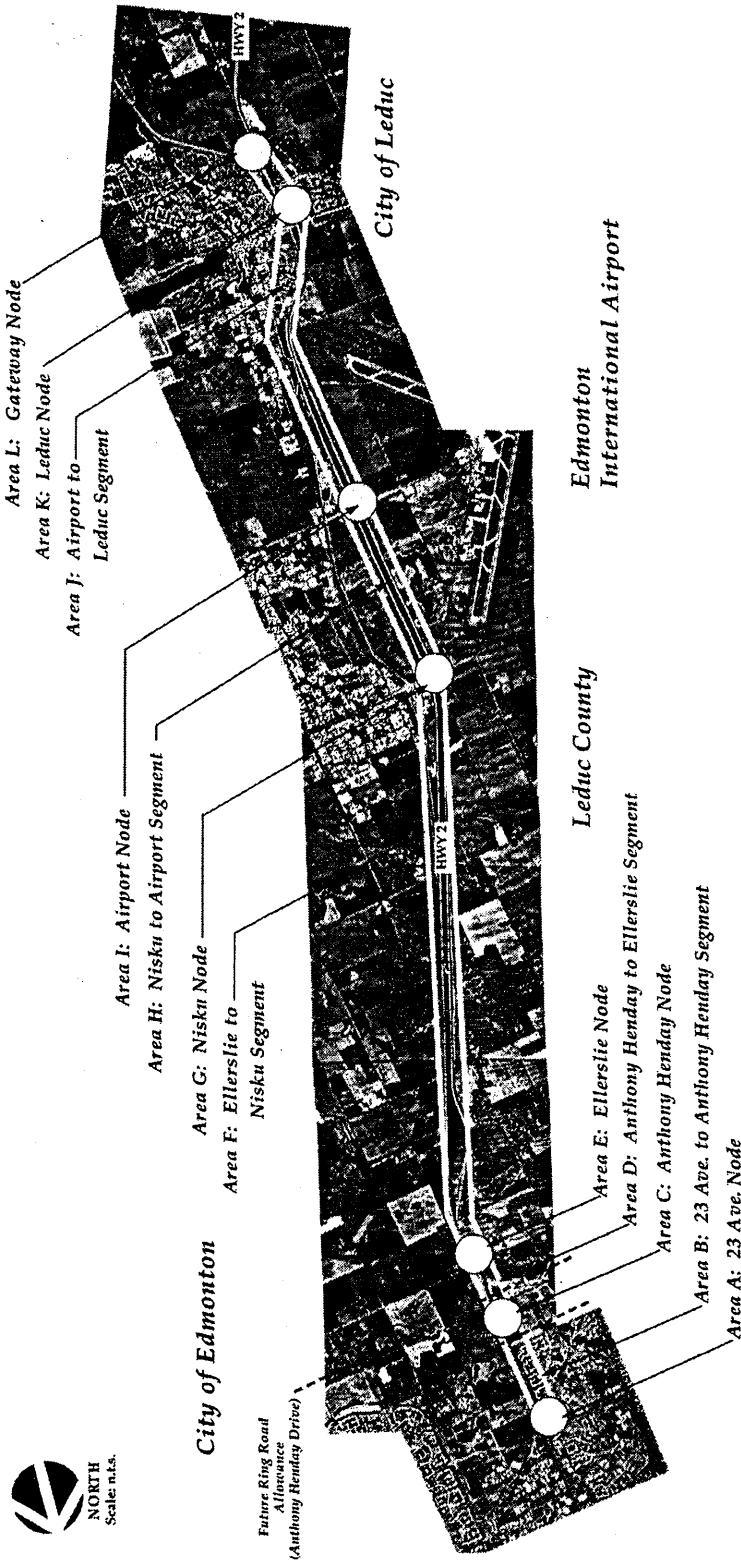 NORTH
Scale: n.t.s.
City of Edmonton
Future Ring Road
Allowance
(Anthony Henday Drive)
Area L: Gateway Node
Area K: Leduc Node
Area J: Airport to
Leduc Segment
Area I: Airport Node
Area H: Nisku to Airport Segment
Area G: Nisku Node
Area F: Ellerslie to
Nisku Segment
HWY 2
HWY 2
City of Leduc
Edmonton
International Airport
Leduc County
Area E: Ellerslie Node
Area D: Anthony Henday to Ellerslie Segment
Area C: Anthony Henday Node
Area B: 23 Ave. to Anthony Henday Segment
Area A: 23 Ave. Node